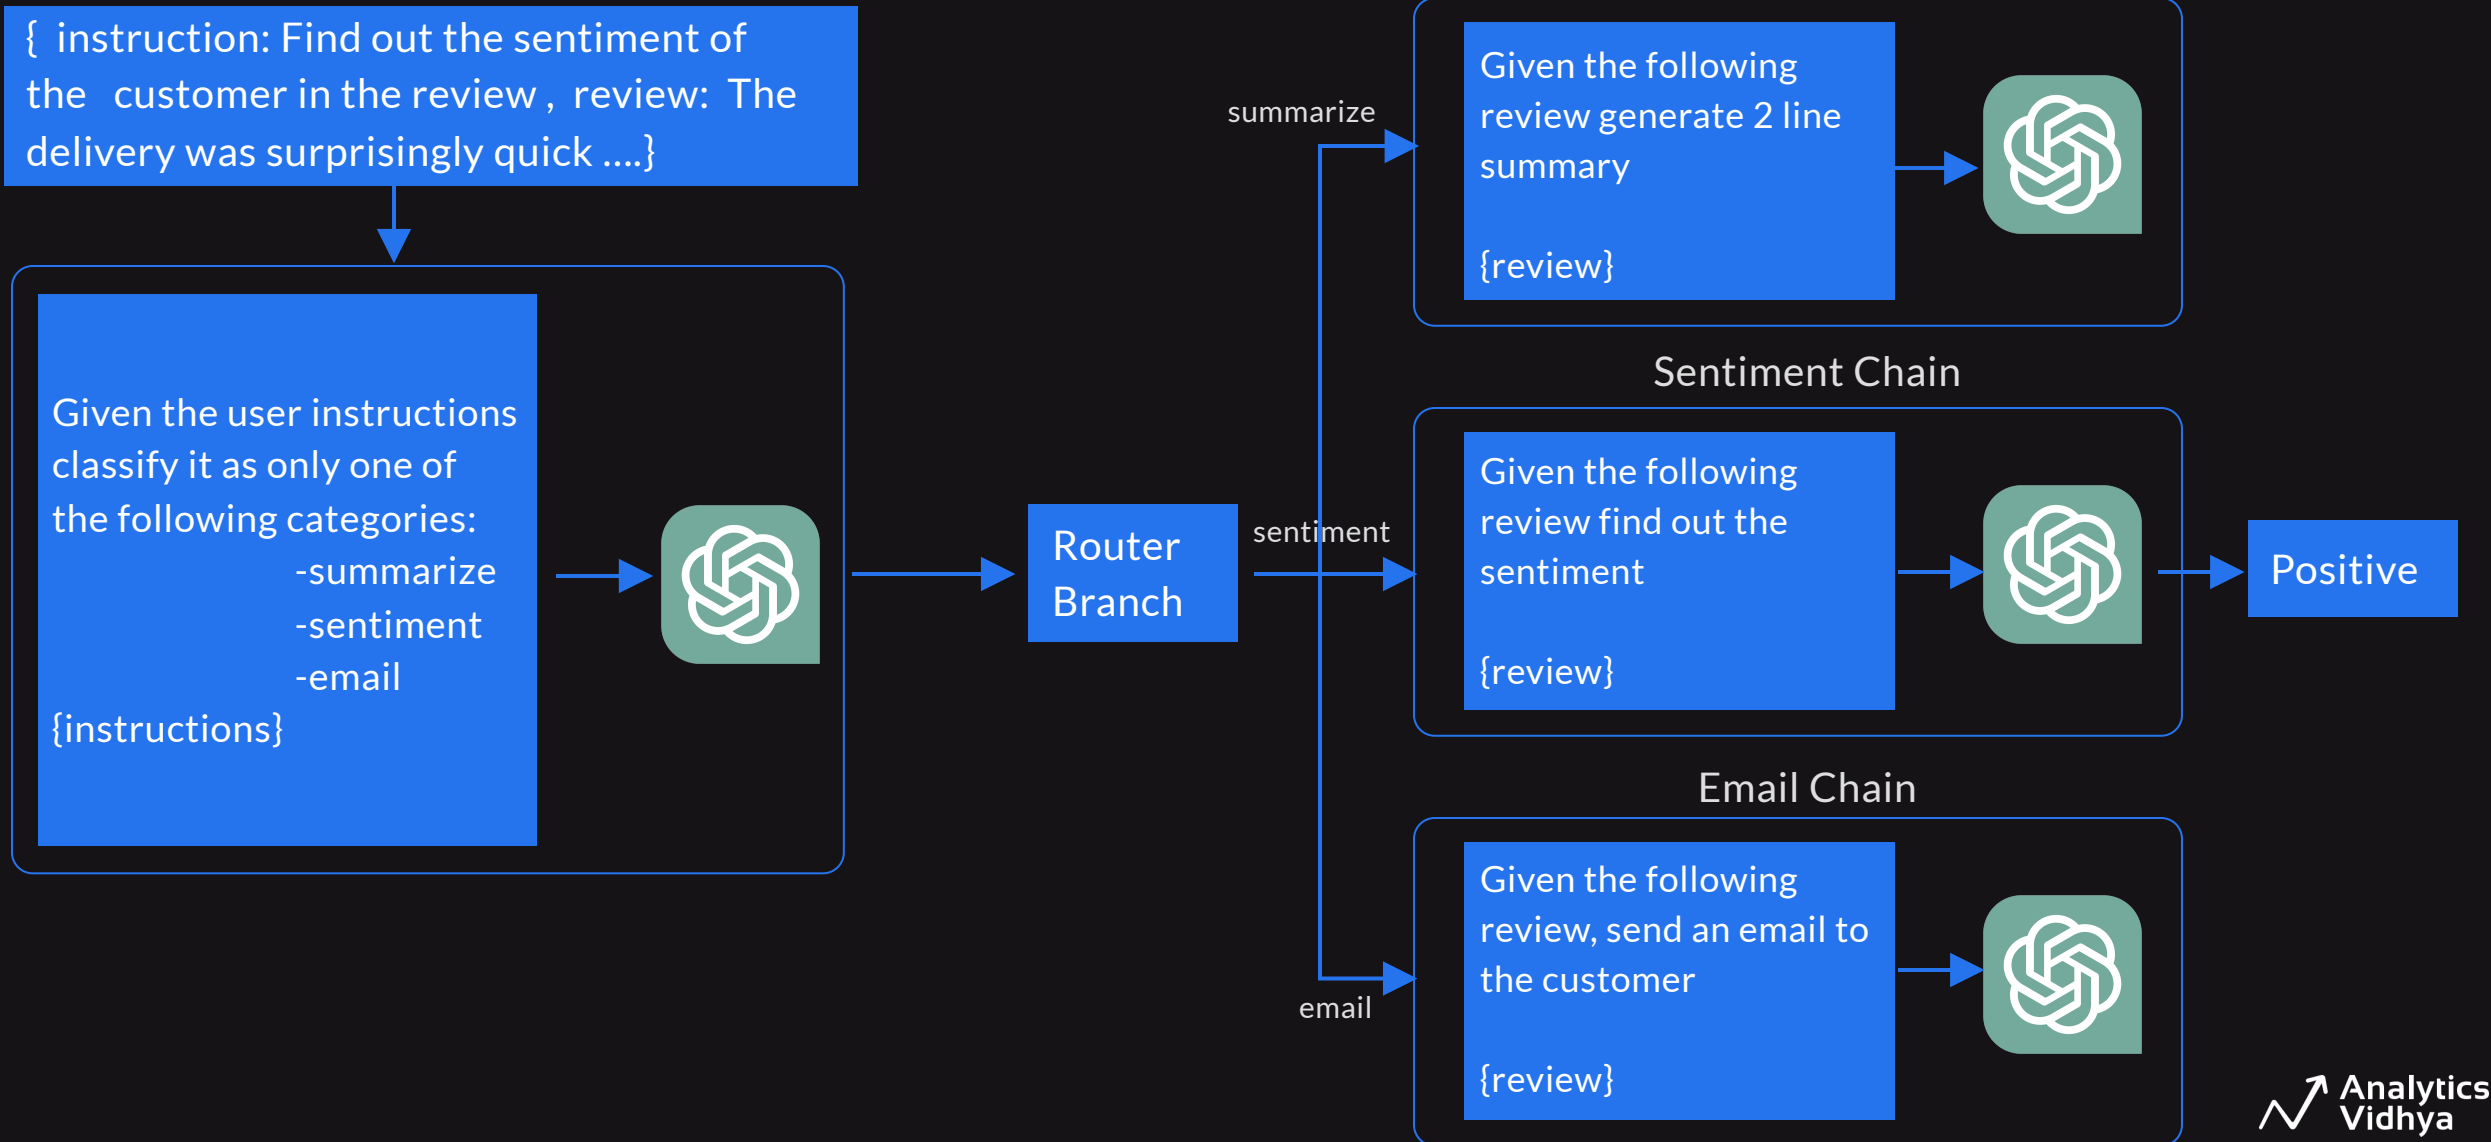 { instruction: Find out the sentiment of
the customer in the review , review: The
delivery was surprisingly quick ....}
Given the user instructions
classify it as only one of
the following categories:
-summarize
-sentiment
-email
{instructions}
Router
Branch
summarize
sentiment
email
Given the following
review generate 2 line
summary
{review}
Sentiment Chain
Given the following
review find out the
sentiment
{review}
Positive
Email Chain
Given the following
review, send an email to
the customer
{review}
Analytics
Vidhya